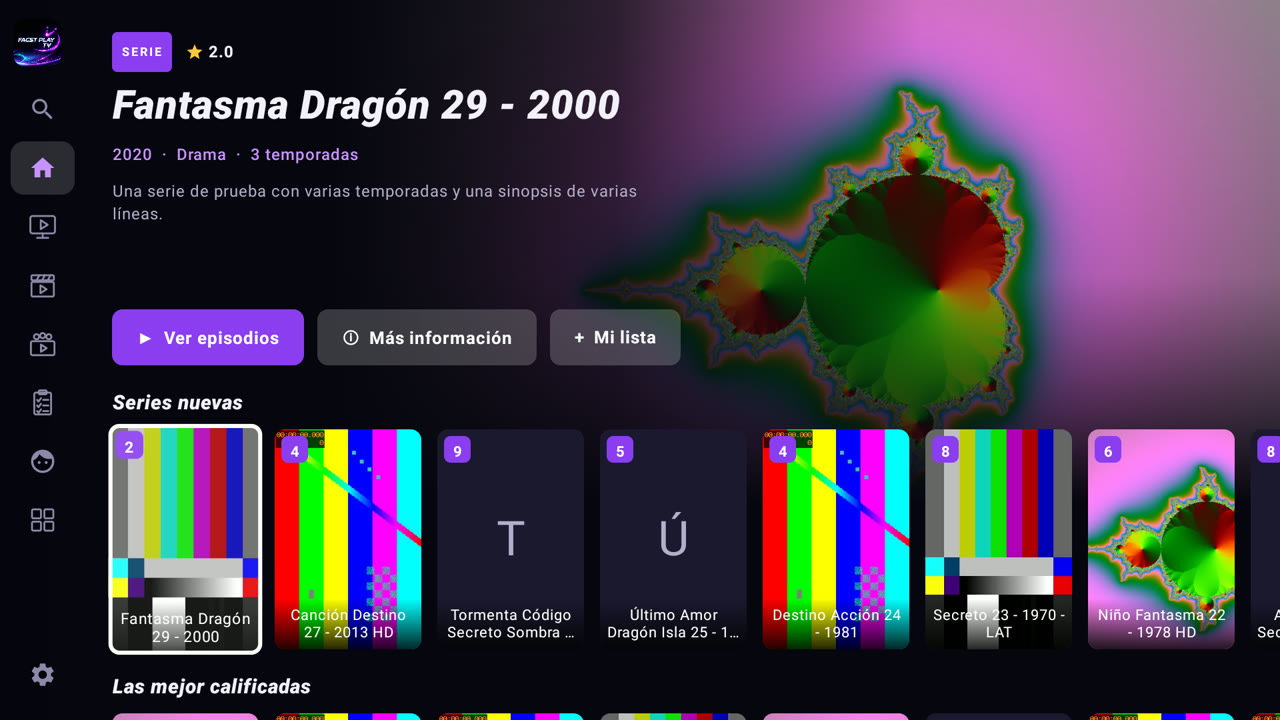 FACST PLAY
TV
SERIE
2.0
Fantasma Dragón 29 - 2000
2020 · Drama · 3 temporadas
Una serie de prueba con varias temporadas y una sinopsis de varias
líneas.
Ver episodios
Más información
+ Mi lista
Series nuevas
2
Fantasma Dragón
29 - 2000
4
Canción Destino
27 - 2013 HD
9
T
Tormenta Código
Secreto Sombra ...
5
Ú
Último Amor
Dragón Isla 25 - 1...
4
Destino Acción 24
- 1981
8
Secreto 23 - 1970 -
LAT
6
Niño Fantasma 22
- 1978 HD
8
Las mejor calificadas